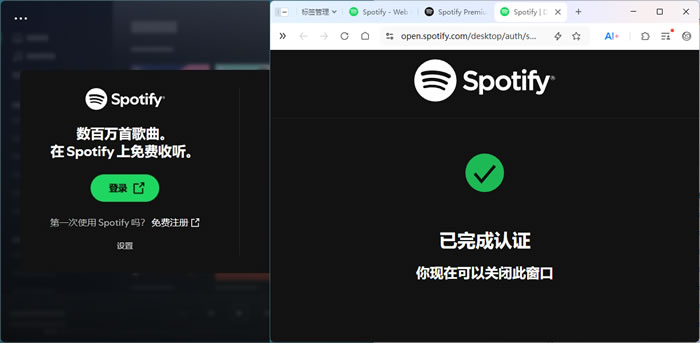 Spotify
数百万首歌曲。
在 Spotify 上免费收听。
登录
第一次使用 Spotify 吗? 免费注册
设置
标签管理
Spotify - Web
Spotify Premiu
Spotify | D
open.spotify.com/desktop/auth/s...
AI+
Spotify
已完成认证
你现在可以关闭此窗口